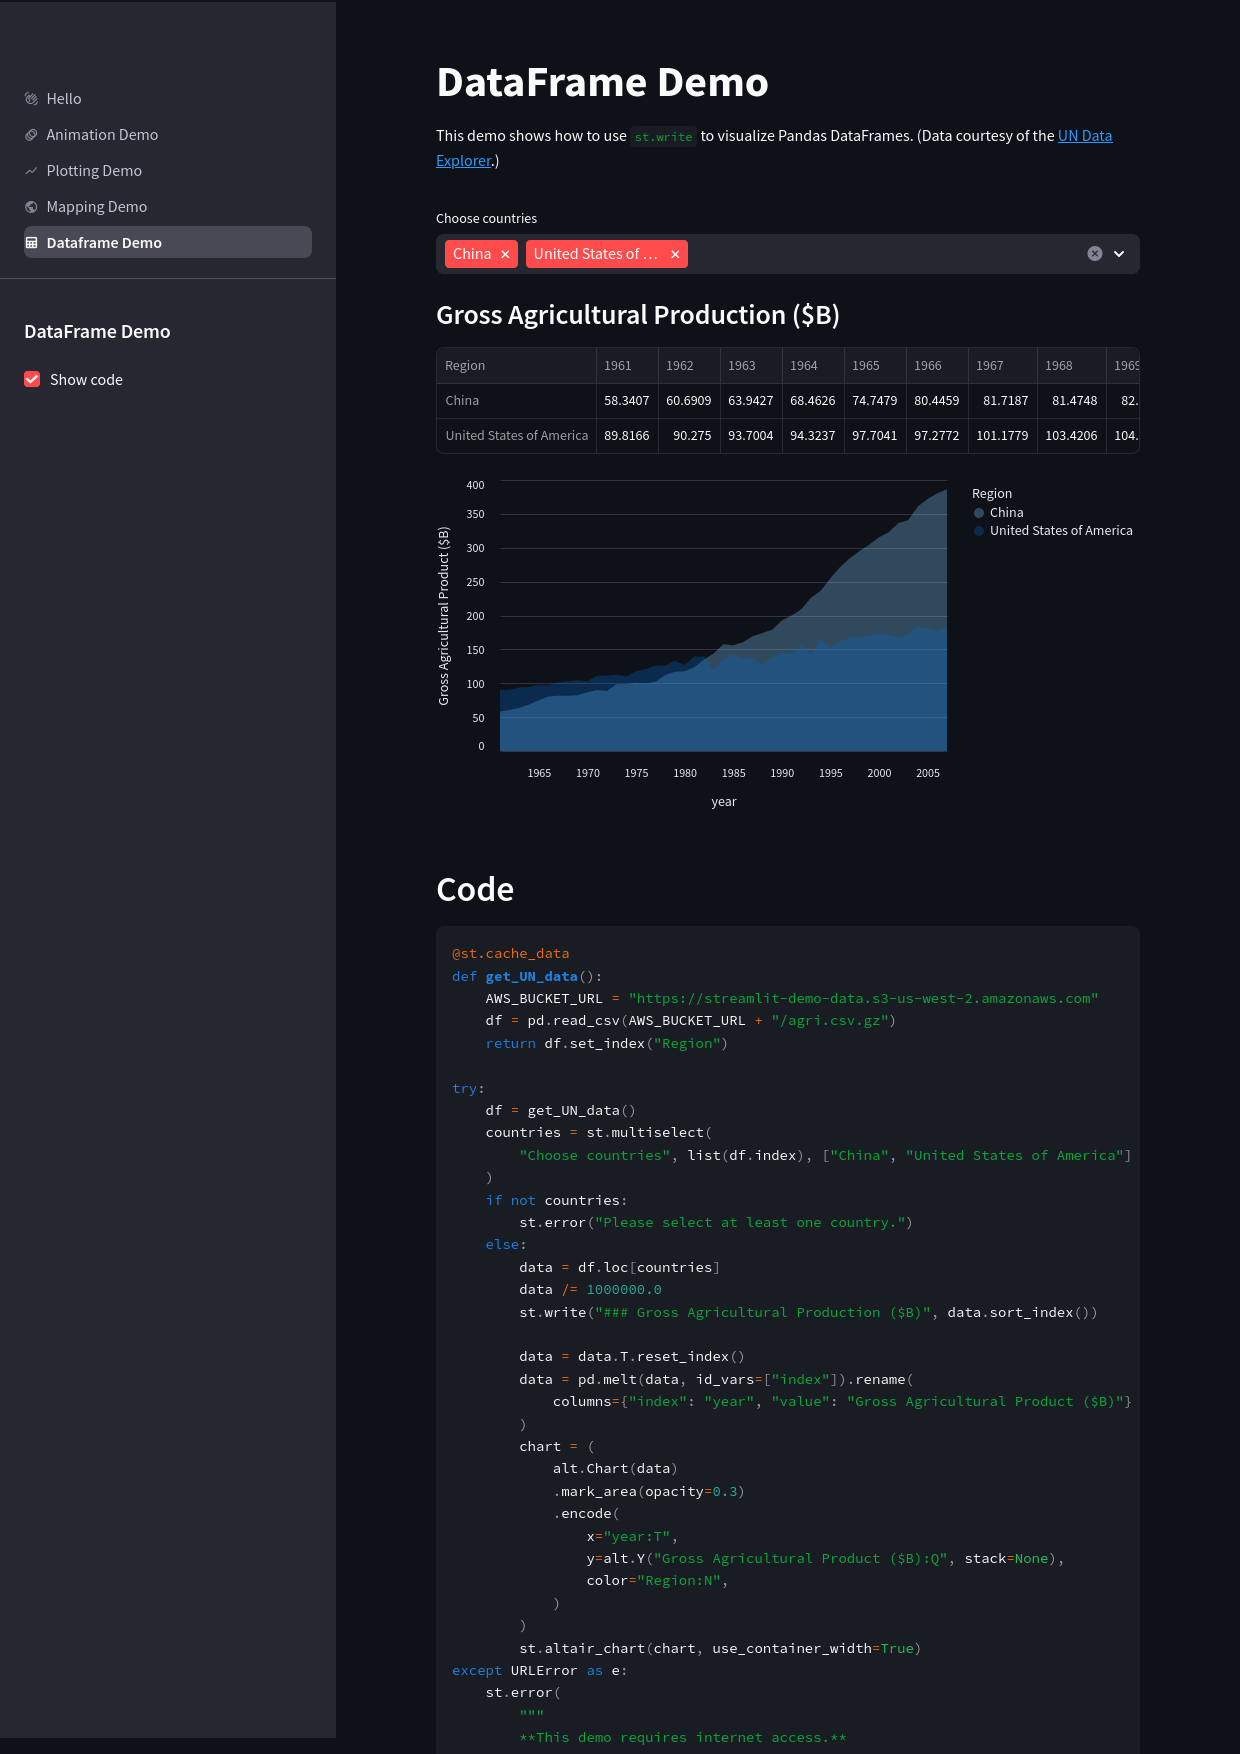 Hello
Animation Demo
Plotting Demo
Mapping Demo
Dataframe Demo
DataFrame Demo
Show code
DataFrame Demo
This demo shows how to use st.write to visualize Pandas DataFrames. (Data courtesy of the UN Data
Explorer.)
Choose countries
China United States of …
Gross Agricultural Production ($B)
Region 1961 1962 1963 1964 1965 1966 1967 1968 1969
China 58.3407 60.6909 63.9427 68.4626 74.7479 80.4459 81.7187 81.4748 82.
United States of America 89.8166 90.275 93.7004 94.3237 97.7041 97.2772 101.1779 103.4206 104.
Gross Agricultural Product ($B)
400
350
300
250
200
150
100
50
0
1965 1970 1975 1980 1985 1990 1995 2000 2005
year
Region
China
United States of America
Code
@st.cache_data
def get_UN_data():
    AWS_BUCKET_URL = "https://streamlit-demo-data.s3-us-west-2.amazonaws.com"
    df = pd.read_csv(AWS_BUCKET_URL + "/agri.csv.gz")
    return df.set_index("Region")
try:
    df = get_UN_data()
    countries = st.multiselect(
        "Choose countries", list(df.index), ["China", "United States of America"]
    )
    if not countries:
        st.error("Please select at least one country.")
    else:
        data = df.loc[countries]
        data /= 1000000.0
        st.write("### Gross Agricultural Production ($B)", data.sort_index())
        data = data.T.reset_index()
        data = pd.melt(data, id_vars=["index"]).rename(
            columns={"index": "year", "value": "Gross Agricultural Product ($B)"}
        )
        chart = (
            alt.Chart(data)
            .mark_area(opacity=0.3)
            .encode(
                x="year:T",
                y=alt.Y("Gross Agricultural Product ($B):Q", stack=None),
                color="Region:N",
            )
        )
        st.altair_chart(chart, use_container_width=True)
except URLError as e:
    st.error(
        """
        **This demo requires internet access.**